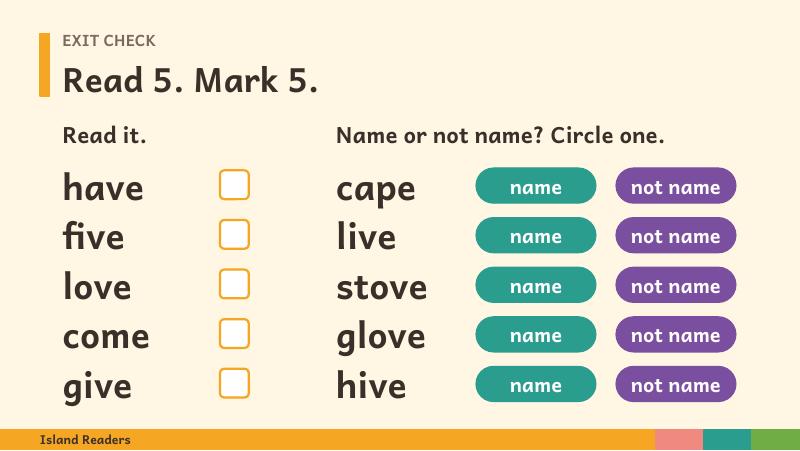 EXIT CHECK
Read 5. Mark 5.
Read it.
have
five
love
come
give
Name or not name? Circle one.
cape name not name
live name not name
stove name not name
glove name not name
hive name not name
Island Readers